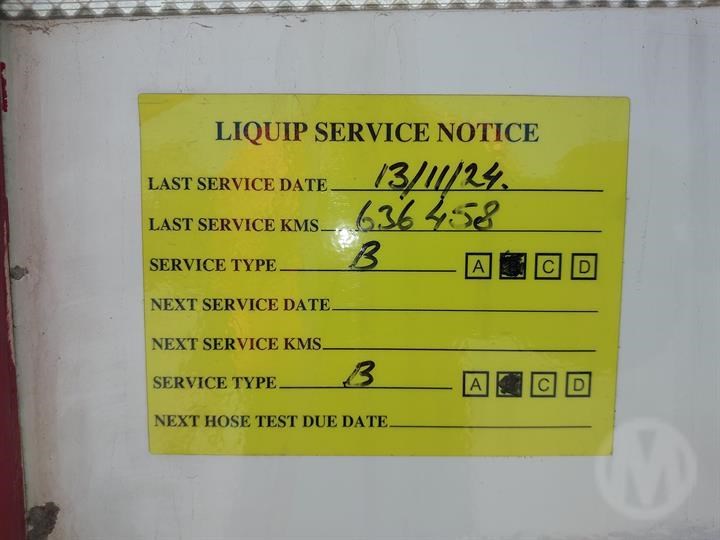 LIQUIP SERVICE NOTICE
LAST SERVICE DATE 13/11/24.
LAST SERVICE KMS 636458
SERVICE TYPE B A C D
NEXT SERVICE DATE
NEXT SERVICE KMS
SERVICE TYPE B A C D
NEXT HOSE TEST DUE DATE
M